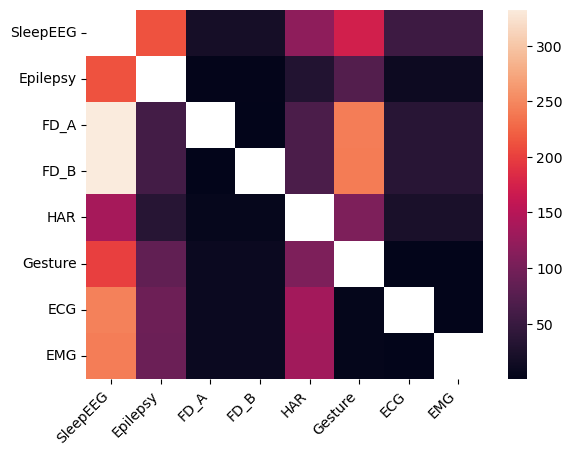 SleepEEG
Epilepsy
FD_A
FD_B
HAR
Gesture
ECG
EMG
SleepEEG
Epilepsy
FD_A
FD_B
HAR
Gesture
ECG
EMG
300
250
200
150
100
50